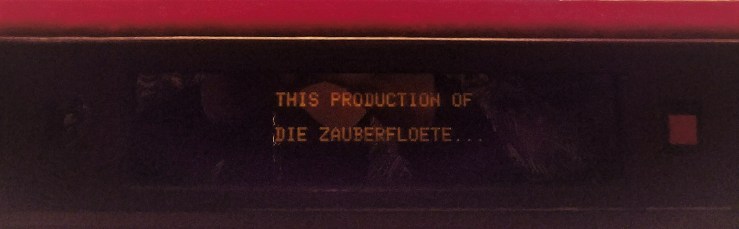 THIS PRODUCTION OF
DIE ZAUBERFLOETE...